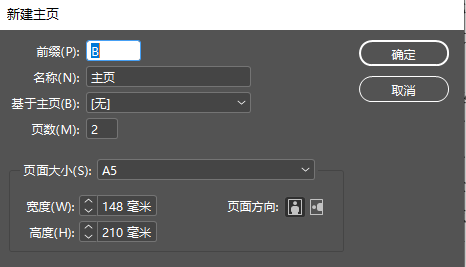 新建主页
前缀(P): B
确定
名称(N): 主页
取消
基于主页(B): [无]
页数(M): 2
页面大小(S): A5
宽度(W): 148 毫米
页面方向:
高度(H): 210 毫米